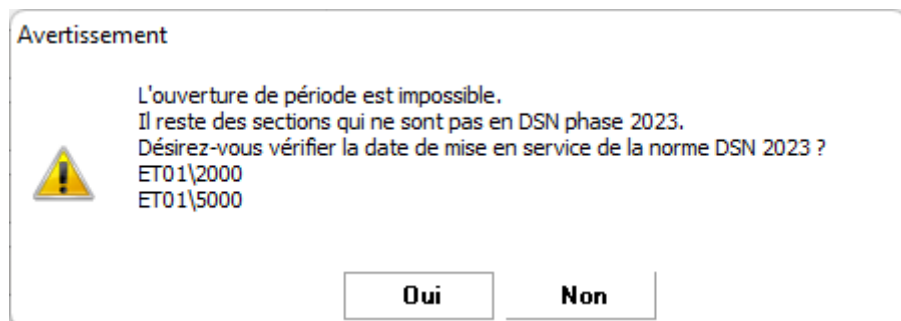 Avertissement
L'ouverture de période est impossible.
Il reste des sections qui ne sont pas en DSN phase 2023.
Désirez-vous vérifier la date de mise en service de la norme DSN 2023 ?
ET01\2000
ET01\5000
Oui Non